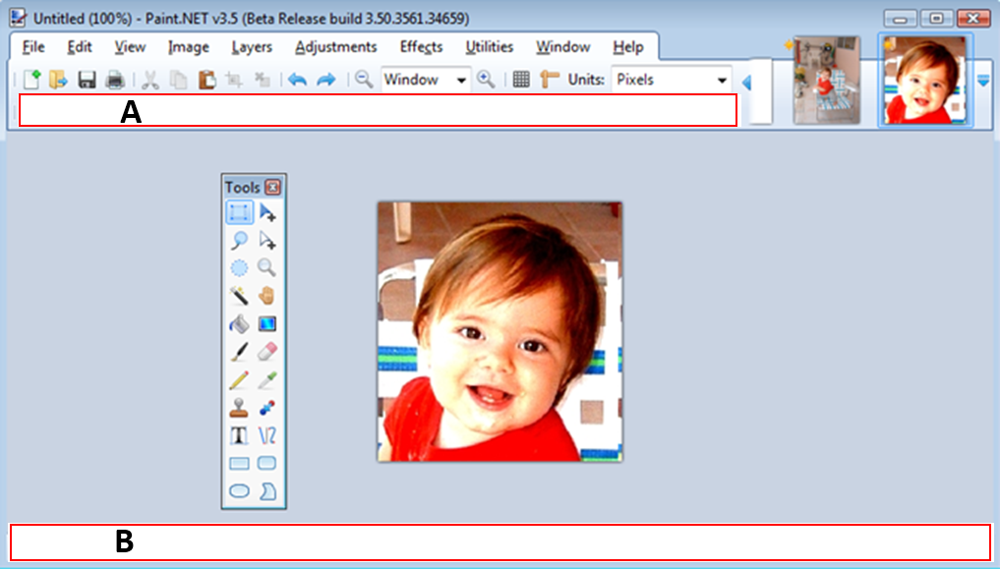 Untitled (100%) - Paint.NET v3.5 (Beta Release build 3.50.3561.34659)
File Edit View Image Layers Adjustments Effects Utilities Window Help
Window Units: Pixels
A
Tools
T
B